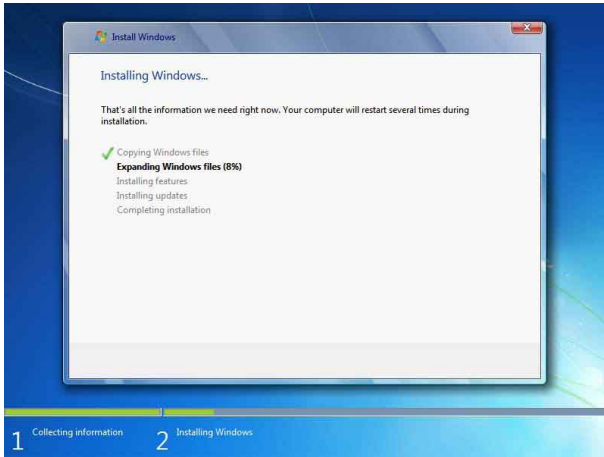 Install Windows
Installing Windows...
That's all the information we need right now. Your computer will restart several times during
installation.
Copying Windows files
Expanding Windows files (8%)
Installing features
Installing updates
Completing installation
1 Collecting information
2 Installing Windows